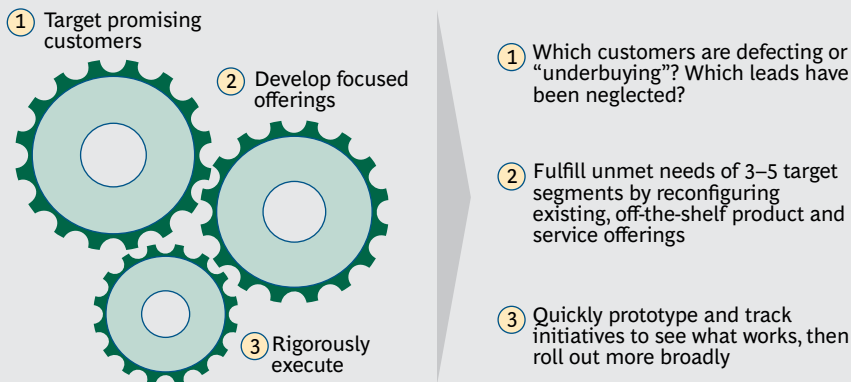 1 Target promising
customers
2 Develop focused
offerings
3 Rigorously
execute
1 Which customers are defecting or
“underbuying”? Which leads have
been neglected?
2 Fulfill unmet needs of 3–5 target
segments by reconfiguring
existing, off-the-shelf product and
service offerings
3 Quickly prototype and track
initiatives to see what works, then
roll out more broadly